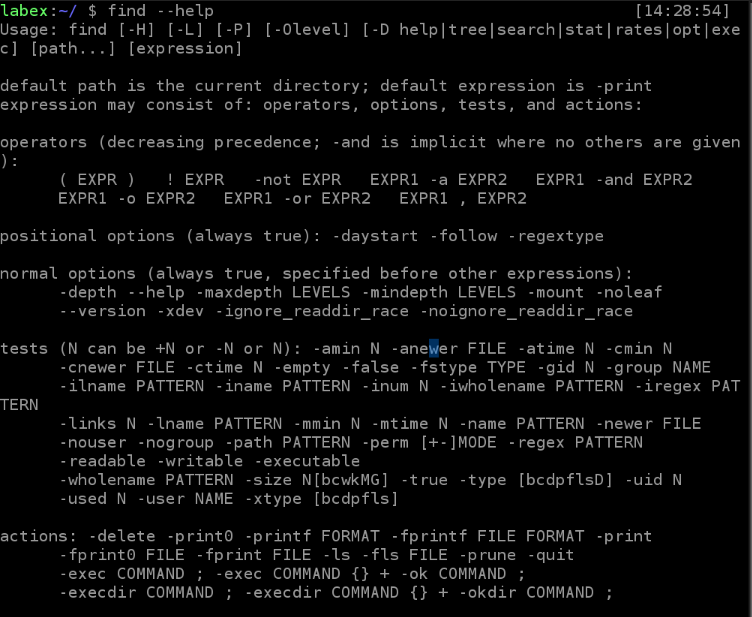 labex:~/ $ find --help [14:28:54]
Usage: find [-H] [-L] [-P] [-Olevel] [-D help|tree|search|stat|rates|opt|exe
c] [path...] [expression]
default path is the current directory; default expression is -print
expression may consist of: operators, options, tests, and actions:
operators (decreasing precedence; -and is implicit where no others are given
):
( EXPR ) ! EXPR -not EXPR EXPR1 -a EXPR2 EXPR1 -and EXPR2
EXPR1 -o EXPR2 EXPR1 -or EXPR2 EXPR1 , EXPR2
positional options (always true): -daystart -follow -regextype
normal options (always true, specified before other expressions):
-depth --help -maxdepth LEVELS -mindepth LEVELS -mount -noleaf
--version -xdev -ignore_readdir_race -noignore_readdir_race
tests (N can be +N or -N or N): -amin N -anewer FILE -atime N -cmin N
-cnewer FILE -ctime N -empty -false -fstype TYPE -gid N -group NAME
-ilname PATTERN -iname PATTERN -inum N -iwholename PATTERN -iregex PAT
TERN
-links N -lname PATTERN -mmin N -mtime N -name PATTERN -newer FILE
-nouser -nogroup -path PATTERN -perm [+-]MODE -regex PATTERN
-readable -writable -executable
-wholename PATTERN -size N[bcwkMG] -true -type [bcdpflsD] -uid N
-used N -user NAME -xtype [bcdpfls]
actions: -delete -print0 -printf FORMAT -fprintf FILE FORMAT -print
-fprint0 FILE -fprint FILE -ls -fls FILE -prune -quit
-exec COMMAND ; -exec COMMAND {} + -ok COMMAND ;
-execdir COMMAND ; -execdir COMMAND {} + -okdir COMMAND ;